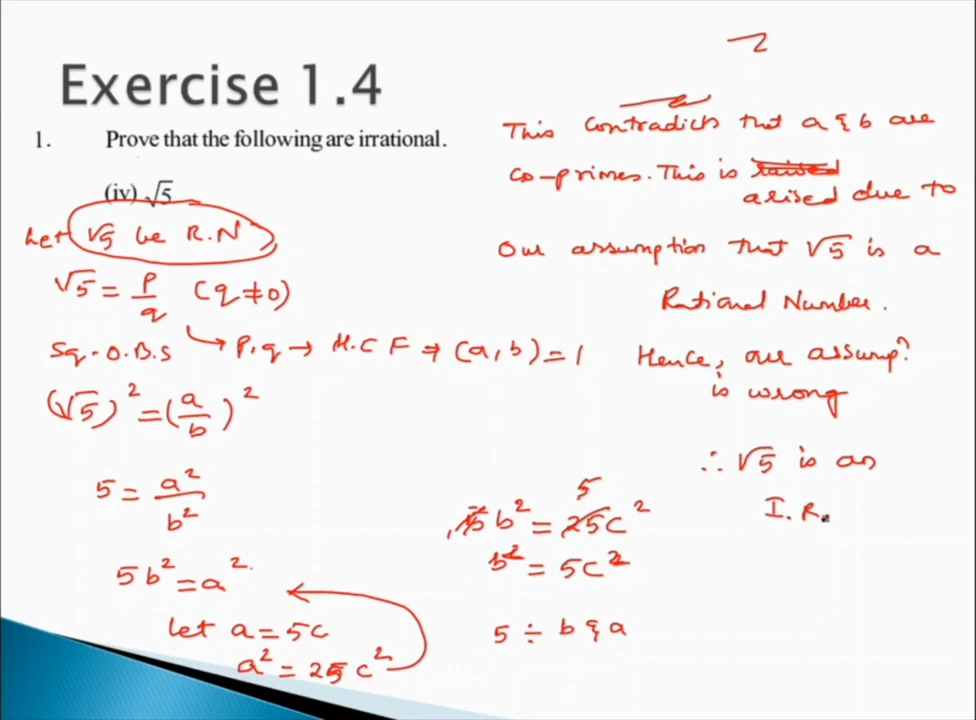 Exercise 1.4
1. Prove that the following are irrational.
(iv) √5
Let √5 be R.N
√5 = p/q (q≠0)
↳ P,q → H.C.F ⇒ (a,b)=1
Sq.O.B.S
(√5)² = (a/b)²
5 = a²/b²
5b² = a²
let a=5c
a² = 25c²
5b² = 25c²
5
b² = 5c²
5 ÷ b & a
This contradicts that a & b are
co-primes. This is raised
arised due to
Our assumption that √5 is a
Rational Number.
Hence, our assump?
is wrong
∴ √5 is an
I.R.